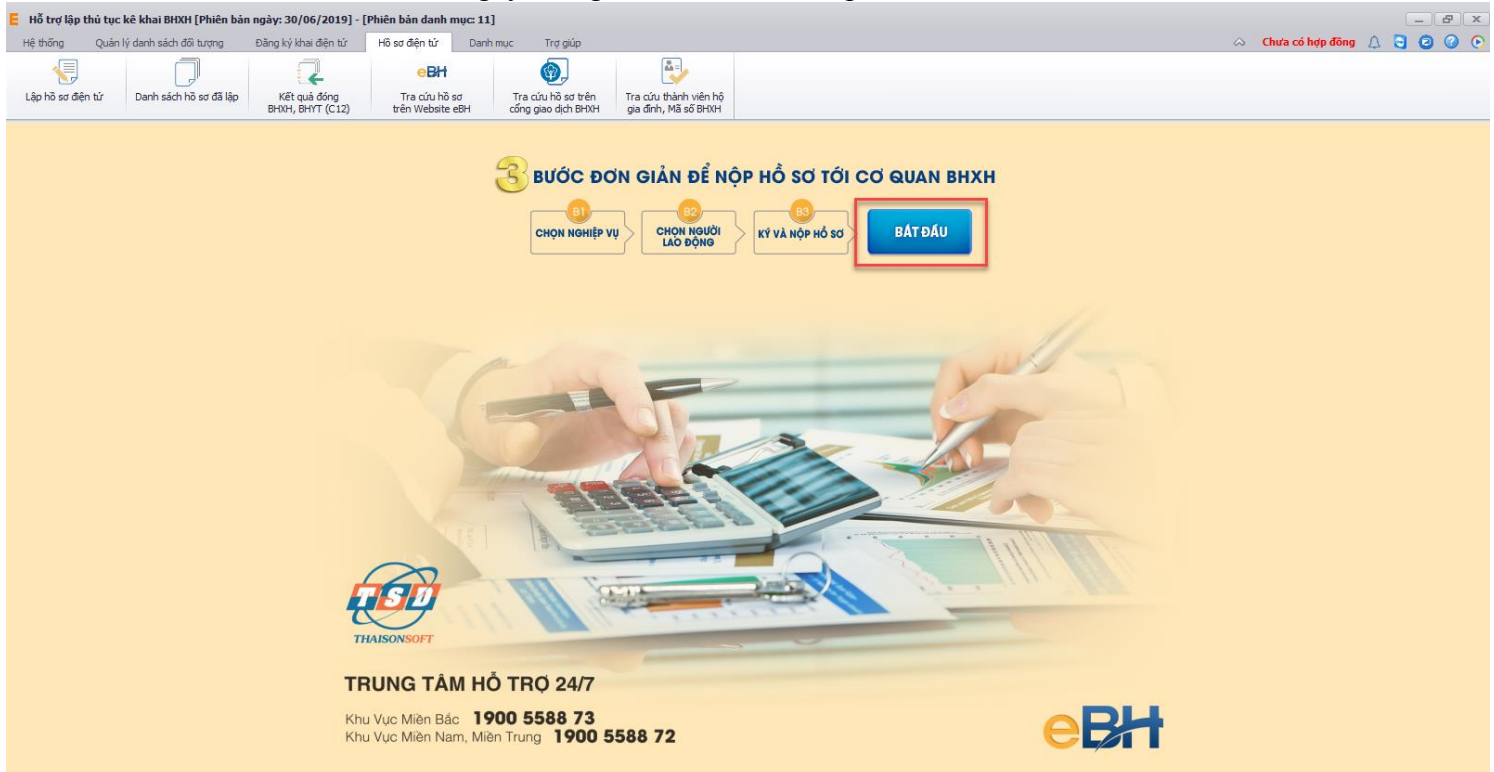 E Hỗ trợ lập thủ tục kê khai BHXH [Phiên bản ngày: 30/06/2019] - [Phiên bản danh mục: 11]
Hệ thống Quản lý danh sách đối tượng Đăng ký khai điện tử Hồ sơ điện tử Danh mục Trợ giúp Chưa có hợp đồng
eBH
Lập hồ sơ điện tử Danh sách hồ sơ đã lập Kết quả đóng Tra cứu hồ sơ Tra cứu hồ sơ trên Tra cứu thành viên hộ
BHXH, BHYT (C12) trên Website eBH cổng giao dịch BHXH gia đình, Mã số BHXH
3 BƯỚC ĐƠN GIẢN ĐỂ NỘP HỒ SƠ TỚI CƠ QUAN BHXH
B1 B2 B3
CHỌN NGHIỆP VỤ CHỌN NGƯỜI LAO ĐỘNG KÝ VÀ NỘP HỒ SƠ BẮT ĐẦU
TSD
THAISONSOFT
TRUNG TÂM HỖ TRỢ 24/7
Khu Vực Miền Bắc 1900 5588 73
Khu Vực Miền Nam, Miền Trung 1900 5588 72
eBH